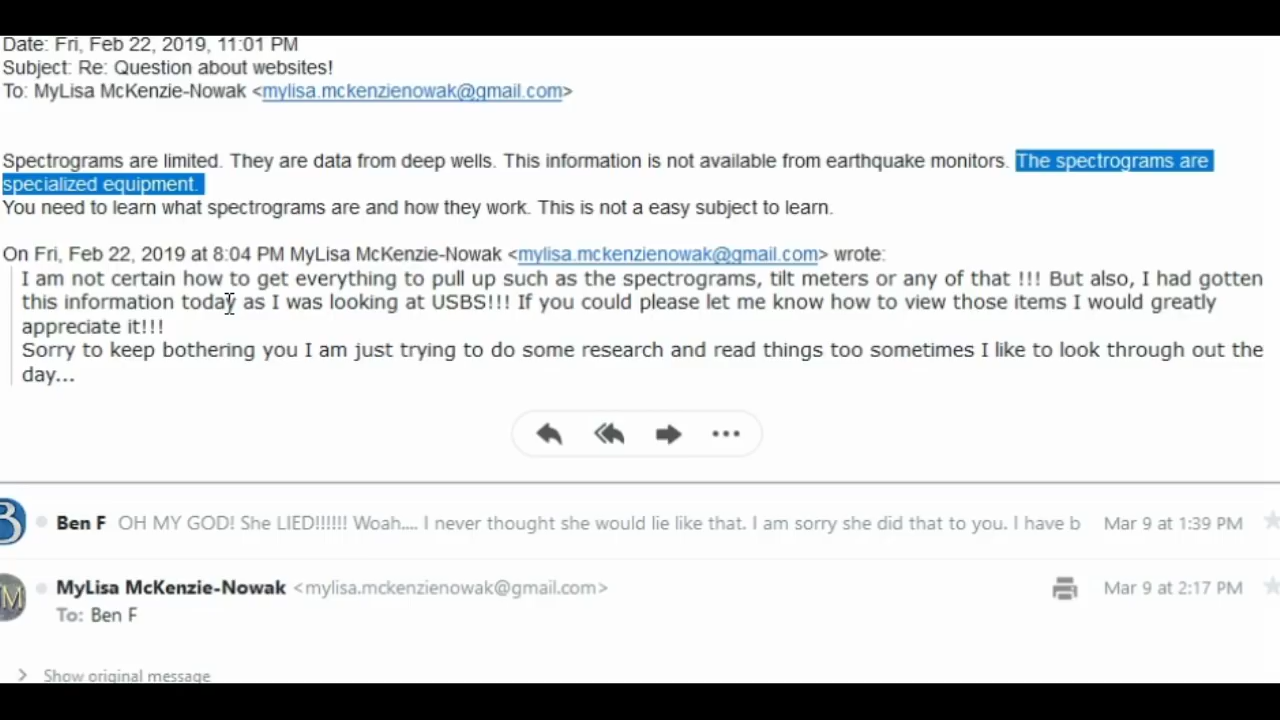 Date: Fri, Feb 22, 2019, 11:01 PM
Subject: Re: Question about websites!
To: MyLisa McKenzie-Nowak <mylisa.mckenzienowak@gmail.com>
Spectrograms are limited. They are data from deep wells. This information is not available from earthquake monitors. The spectrograms are
specialized equipment.
You need to learn what spectrograms are and how they work. This is not a easy subject to learn.
On Fri, Feb 22, 2019 at 8:04 PM MyLisa McKenzie-Nowak <mylisa.mckenzienowak@gmail.com> wrote:
I am not certain how to get everything to pull up such as the spectrograms, tilt meters or any of that !!! But also, I had gotten
this information today as I was looking at USBS!!! If you could please let me know how to view those items I would greatly
appreciate it!!!
Sorry to keep bothering you I am just trying to do some research and read things too sometimes I like to look through out the
day...
Ben F OH MY GOD! She LIED!!!!!! Woah.... I never thought she would lie like that. I am sorry she did that to you. I have b Mar 9 at 1:39 PM
MyLisa McKenzie-Nowak <mylisa.mckenzienowak@gmail.com> Mar 9 at 2:17 PM
To: Ben F
Show original message